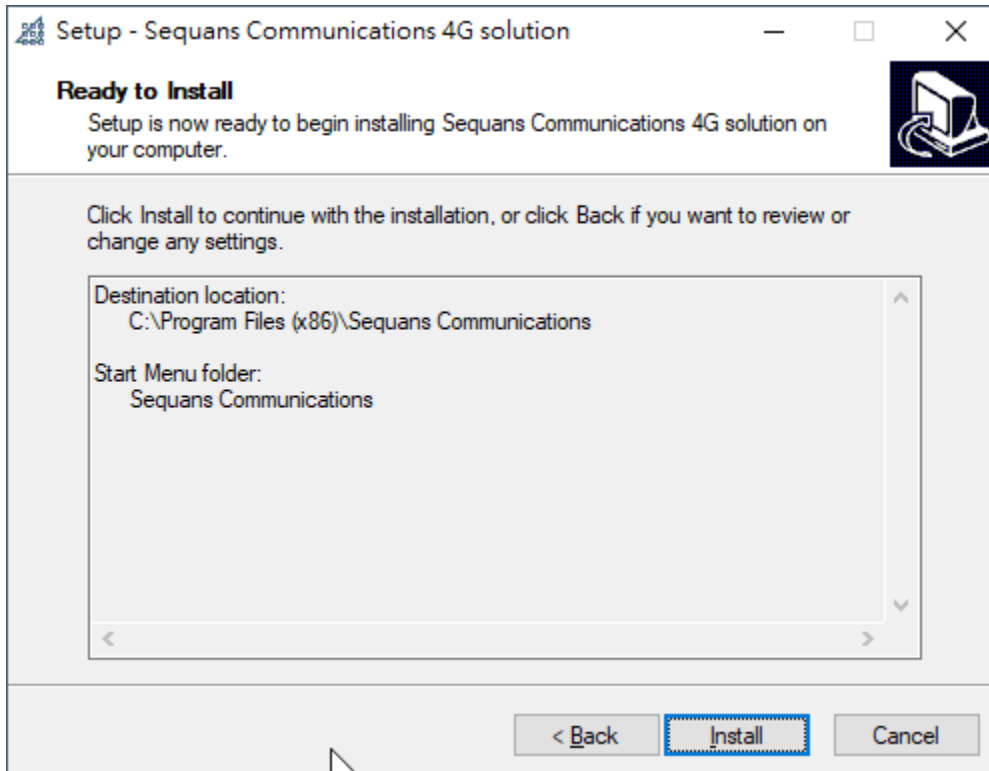 Setup - Sequans Communications 4G solution
Ready to Install
Setup is now ready to begin installing Sequans Communications 4G solution on
your computer.
Click Install to continue with the installation, or click Back if you want to review or
change any settings.
Destination location:
C:\Program Files (x86)\Sequans Communications
Start Menu folder:
Sequans Communications
< Back
Install
Cancel